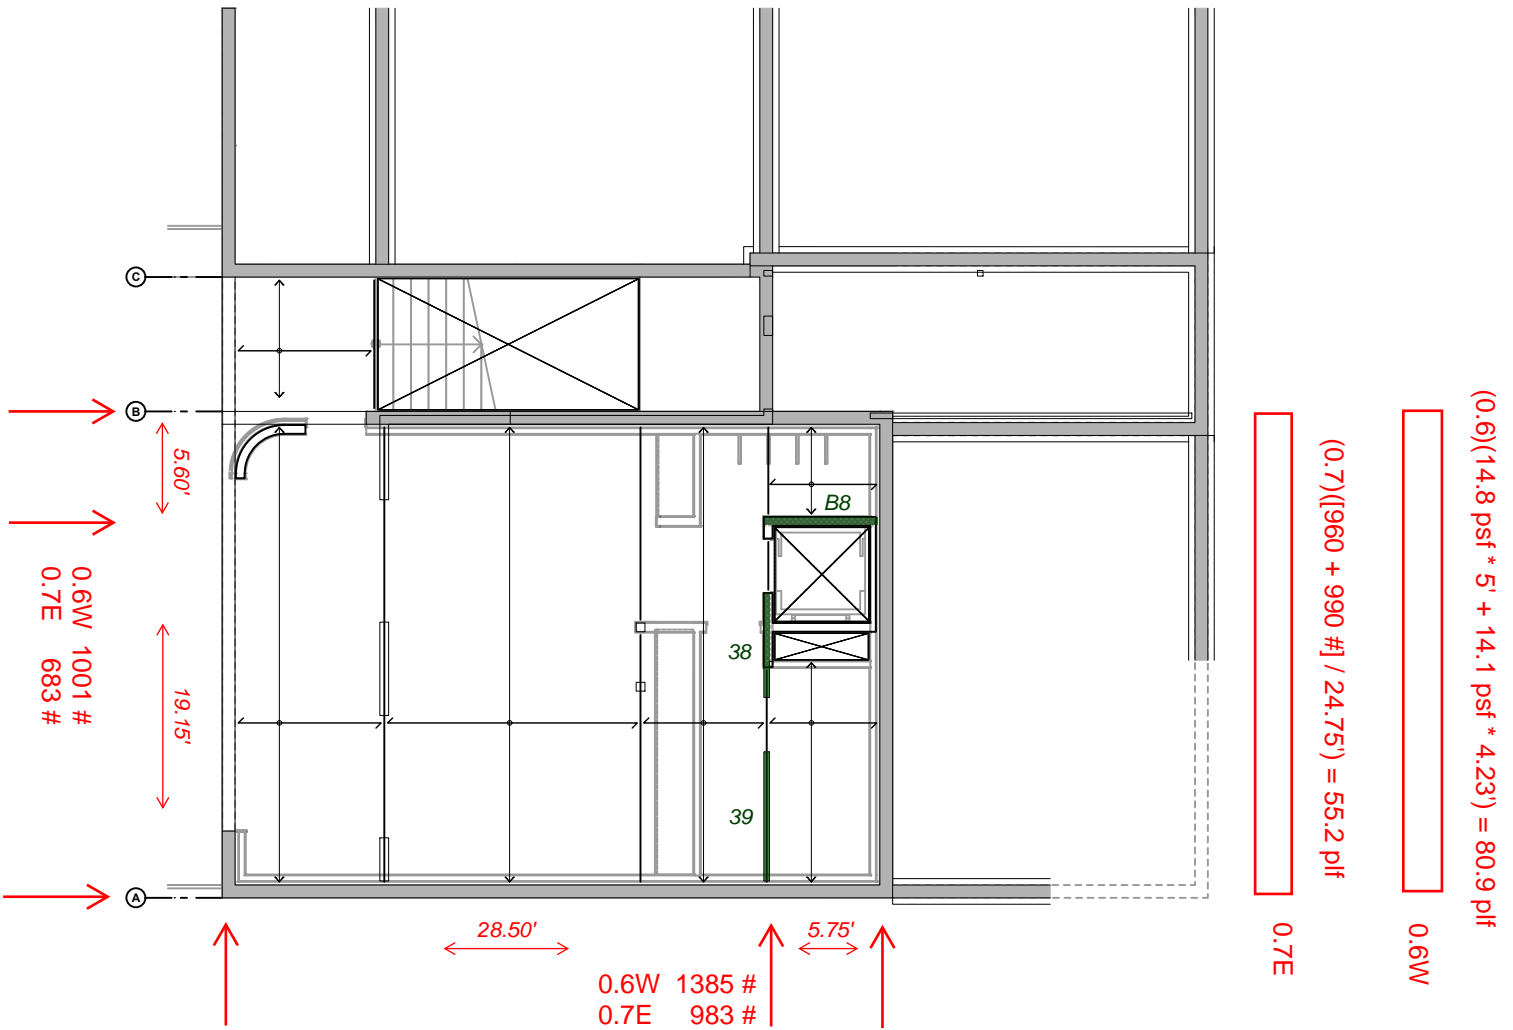 C
B
A
5.60'
19.15'
0.6W 1001 #
0.7E 683 #
B8
38
39
28.50'
5.75'
0.6W 1385 #
0.7E 983 #
(0.7)([960 + 990 #] / 24.75') = 55.2 plf
0.7E
(0.6)(14.8 psf * 5' + 14.1 psf * 4.23') = 80.9 plf
0.6W